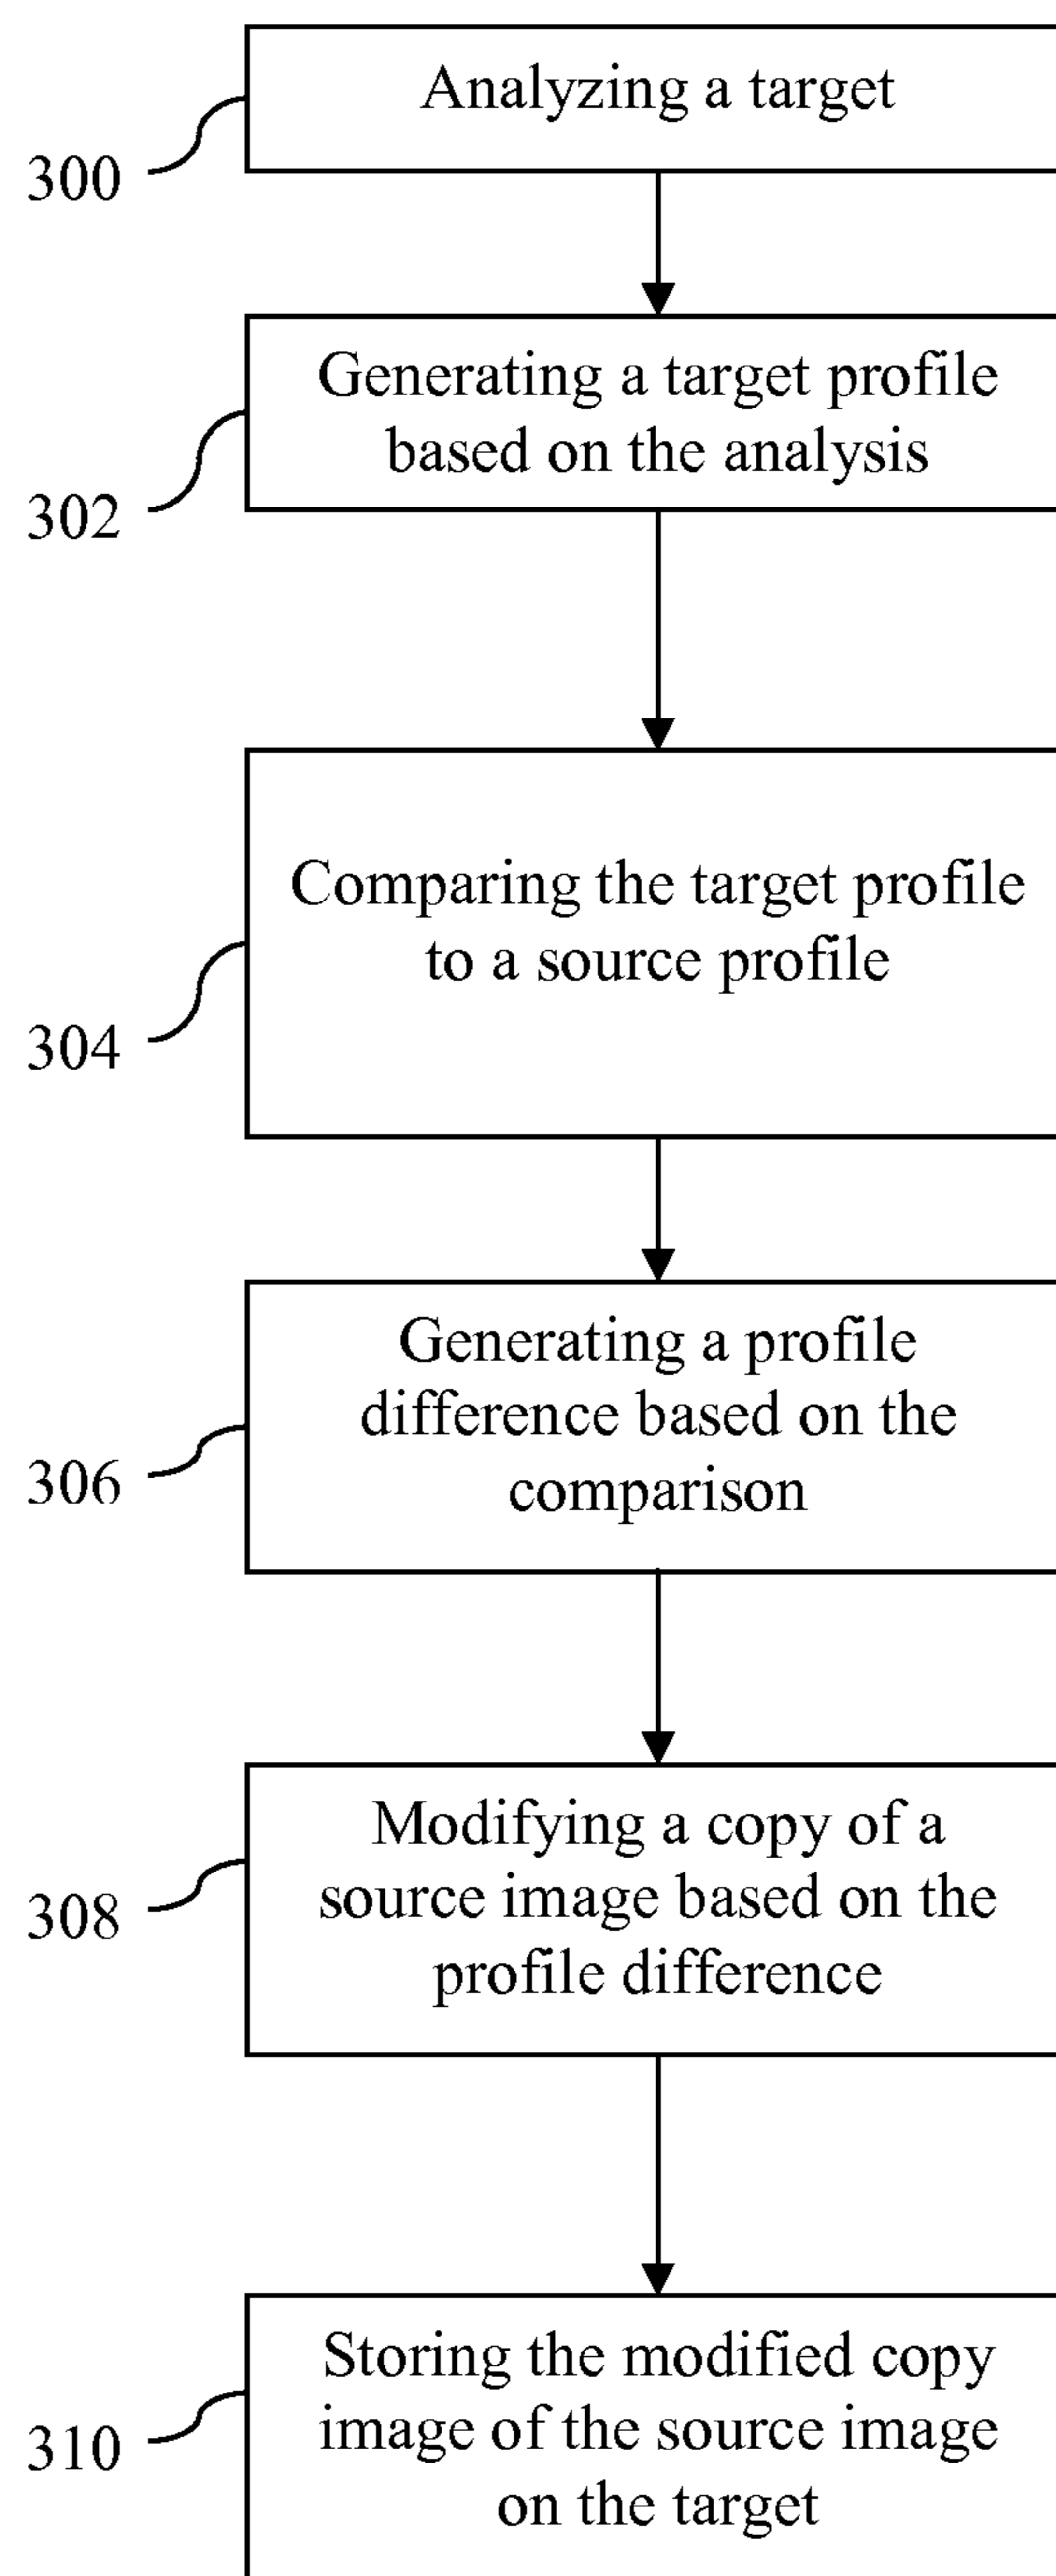 Analyzing a target
300
Generating a target profile
based on the analysis
302
Comparing the target profile
to a source profile
304
Generating a profile
difference based on the
comparison
306
Modifying a copy of a
source image based on the
profile difference
308
Storing the modified copy
image of the source image
on the target
310